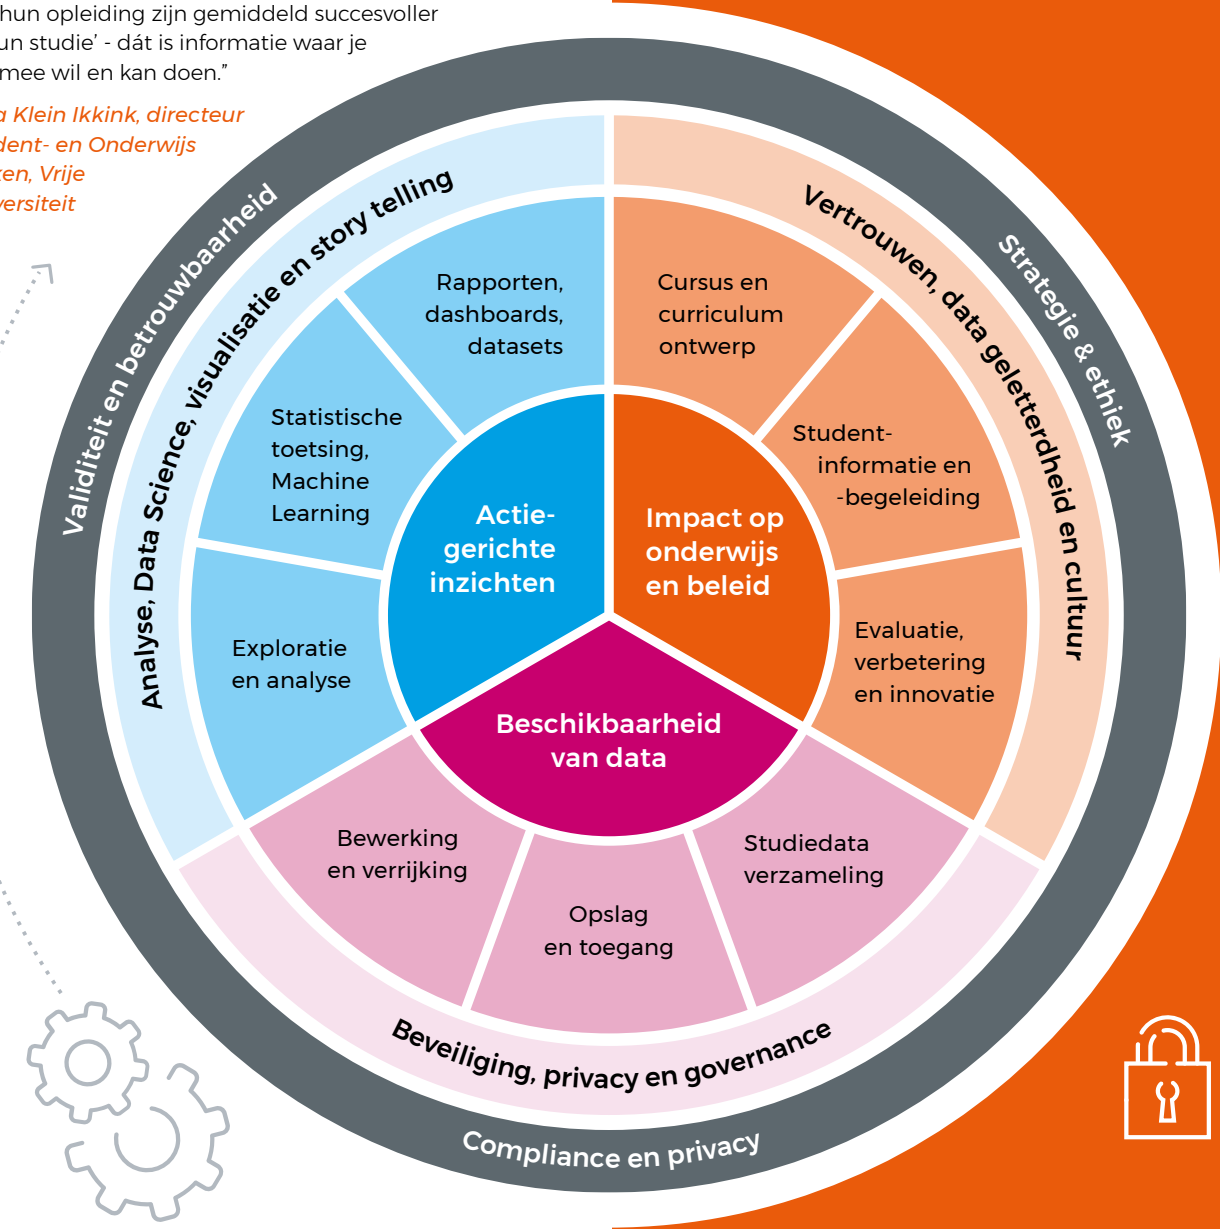 hun opleiding zijn gemiddeld succesvoller
un studie’ - dát is informatie waar je
mee wil en kan doen.”
a Klein Ikkink, directeur
dent- en Onderwijs
ken, Vrije
versiteit
Validiteit en betrouwbaarheid
Strategie & ethiek
Compliance en privacy
Analyse, Data Science, visualisatie en story telling
Vertrouwen, data geletterdheid en cultuur
Beveiliging, privacy en governance
Rapporten,
dashboards,
datasets
Cursus en
curriculum
ontwerp
Statistische
toetsing,
Machine
Learning
Student-
informatie en
-begeleiding
Exploratie
en analyse
Evaluatie,
verbetering
en innovatie
Actie-
gerichte
inzichten
Impact op
onderwijs
en beleid
Beschikbaarheid
van data
Bewerking
en verrijking
Opslag
en toegang
Studiedata
verzameling